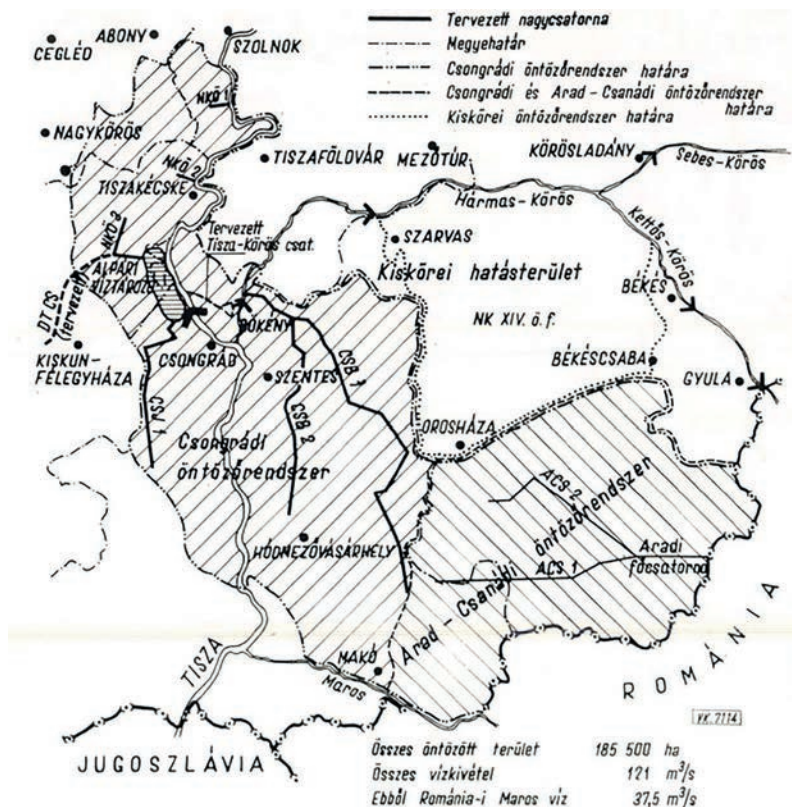 Tervezett nagycsatorna
Megyehatár
Csongrádi öntözőrendszer határa
Csongrádi és Arad-Csanádi öntözőrendszer határa
Kiskörei öntözőrendszer határa
CEGLÉD
ABONY
SZOLNOK
NKÖ 1
NAGYKŐRÖS
NKÖ 2
TISZAFÖLDVÁR
MEZŐTÚR
KÖRÖSLADÁNY
Sebes-Körös
TISZAKÉCSKE
Hármas-Körös
Kettős-Körös
Tervezett
Tisza-Körös csat.
NKÖ 3
SZARVAS
ALPÁRI
VÍZTÁROZÓ
Kiskörei hatásterület
BÉKÉS
DTCS
(tervezett)
BÖKÉNY
NK XIV. ö. f.
KISKUN-
FÉLEGYHÁZA
CSONGRÁD
SZENTES
CSB 1
BÉKÉSCSABA
GYULA
CSJ 1
CSB 2
OROSHÁZA
Csongrádi
öntözőrendszer
ACS-2
HÓDMEZŐVÁSÁRHELY
ACS 1
Aradi
főcsatorna
Arad-Csanádi öntözőrendszer
TISZA
MAKÓ
Maros
ROMÁNIA
VK. 7114
JUGOSZLÁVIA
Összes öntözött terület 185 500 ha
Összes vízkivétel 121 m³/s
Ebből Románia-i Maros víz 37,5 m³/s